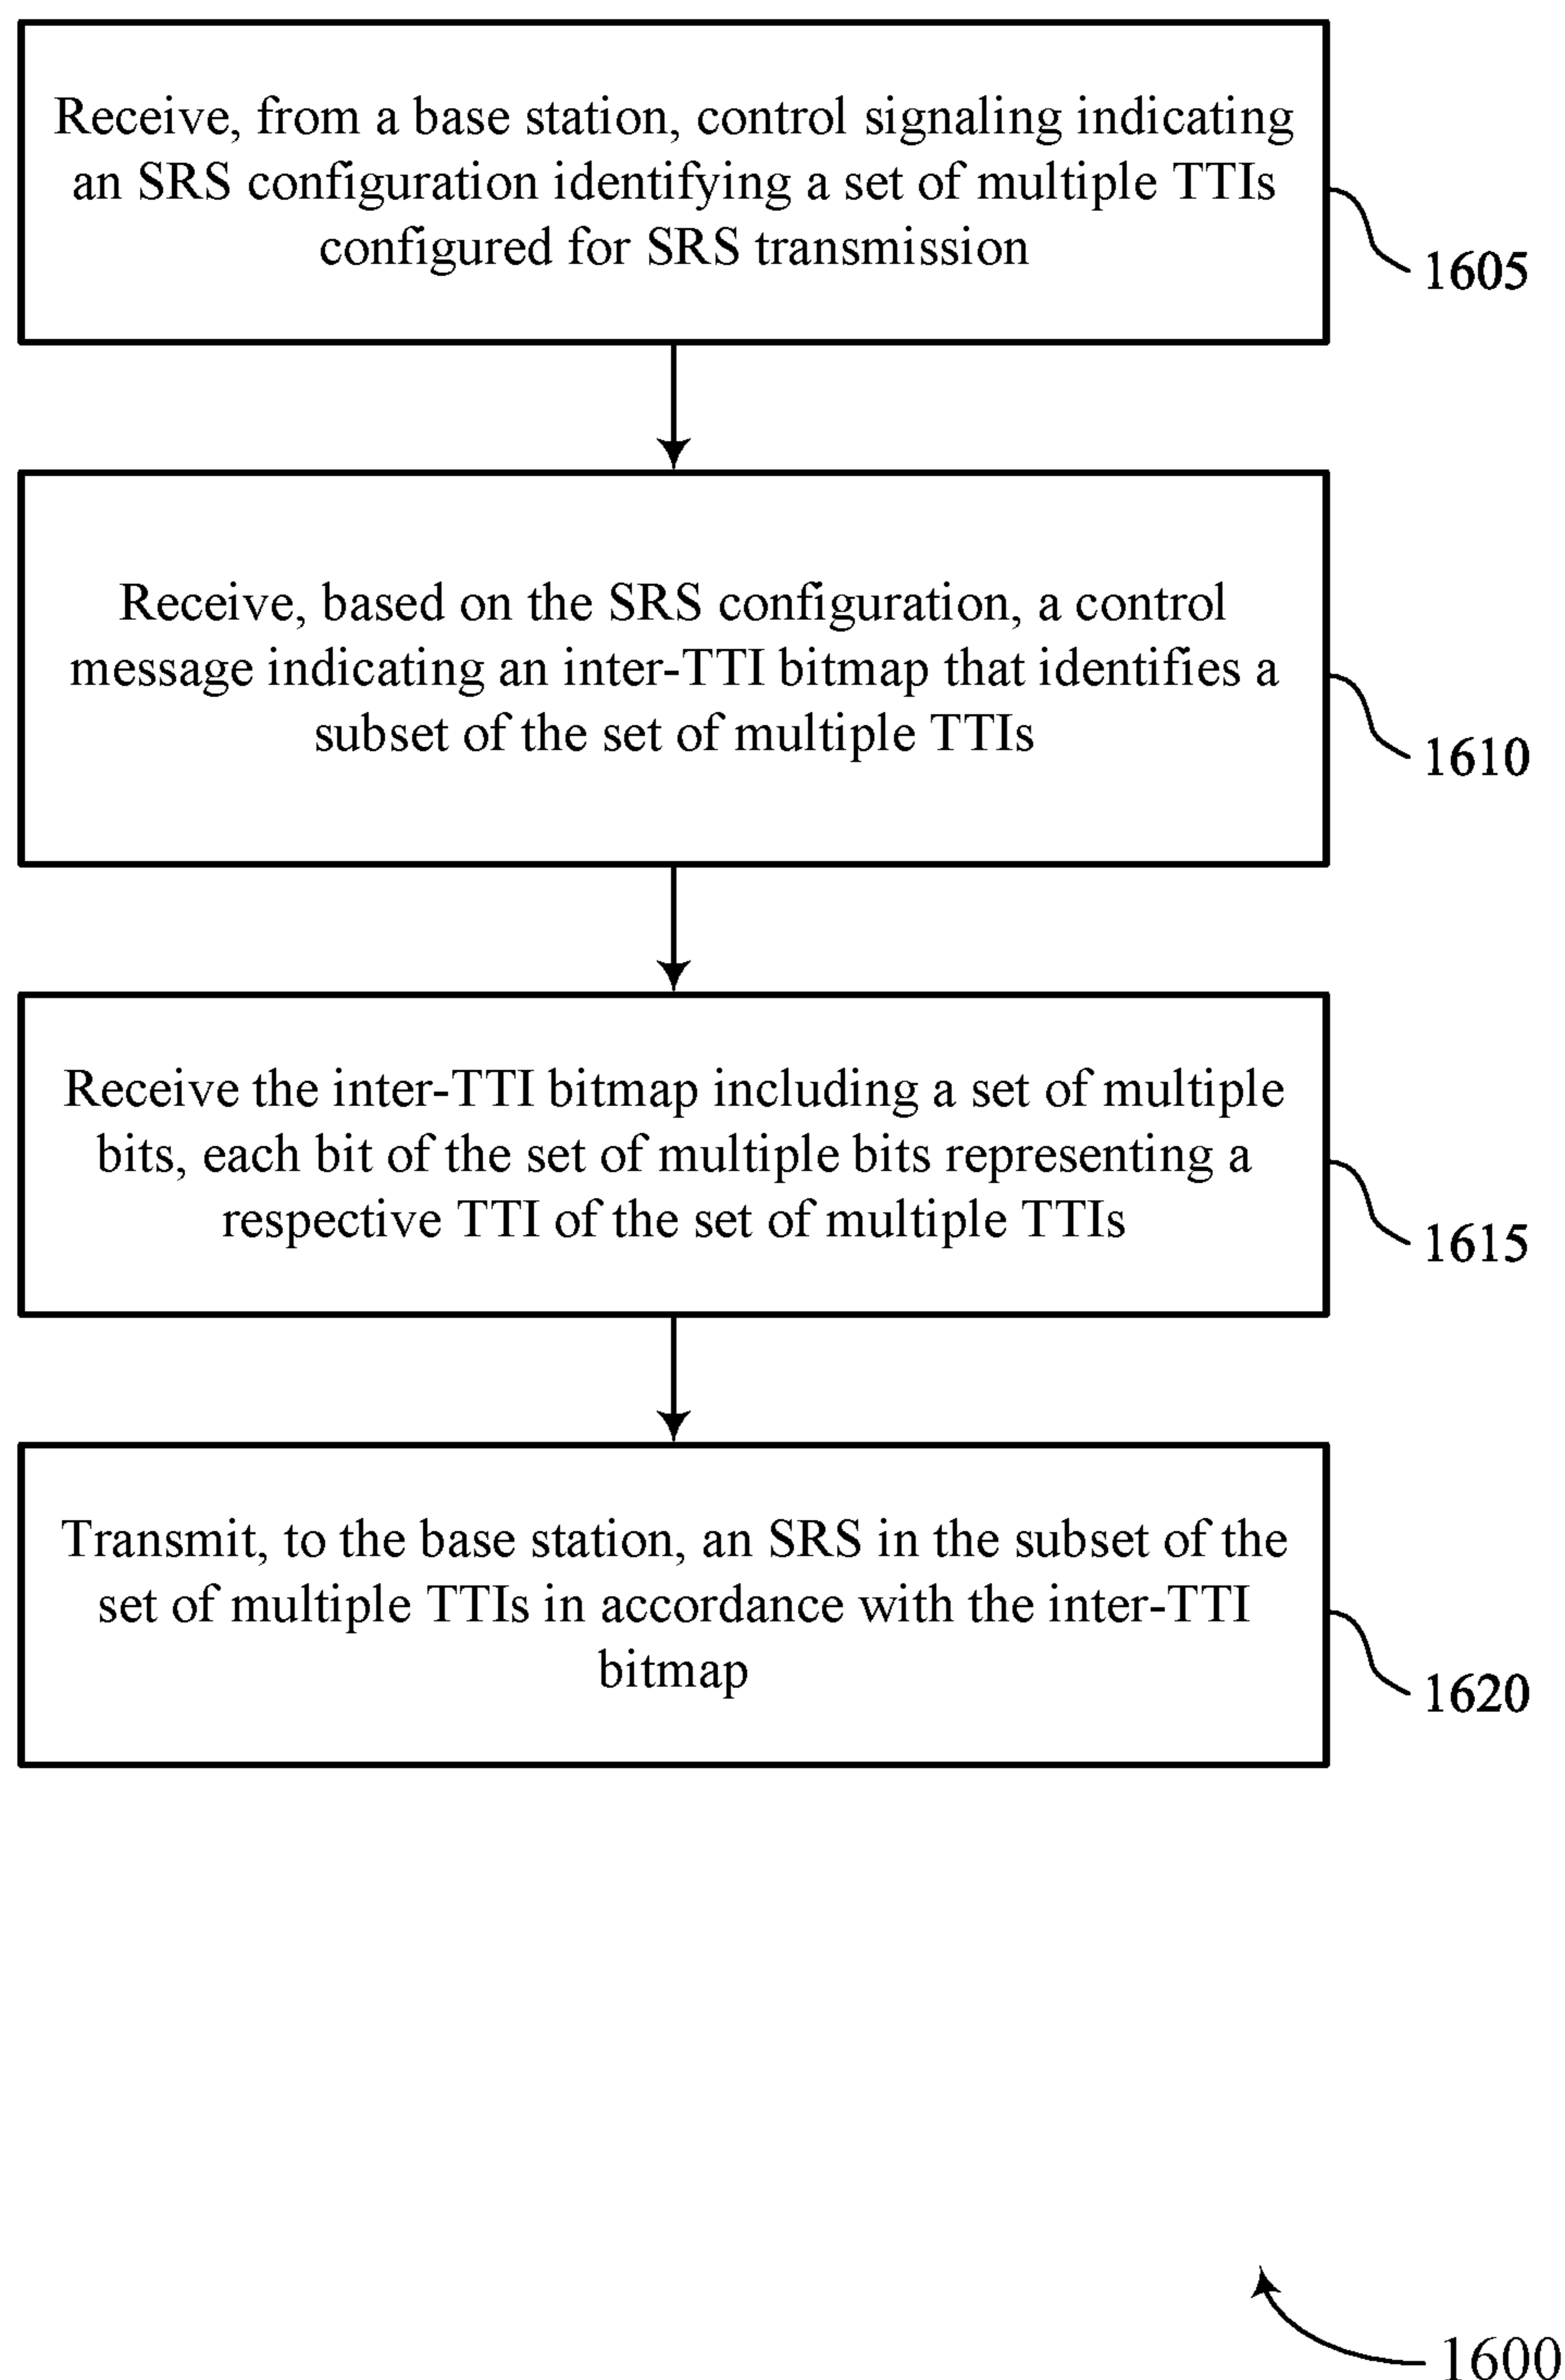 Receive, from a base station, control signaling indicating
an SRS configuration identifying a set of multiple TTIs
configured for SRS transmission
1605
Receive, based on the SRS configuration, a control
message indicating an inter-TTI bitmap that identifies a
subset of the set of multiple TTIs
1610
Receive the inter-TTI bitmap including a set of multiple
bits, each bit of the set of multiple bits representing a
respective TTI of the set of multiple TTIs
1615
Transmit, to the base station, an SRS in the subset of the
set of multiple TTIs in accordance with the inter-TTI
bitmap
1620
1600